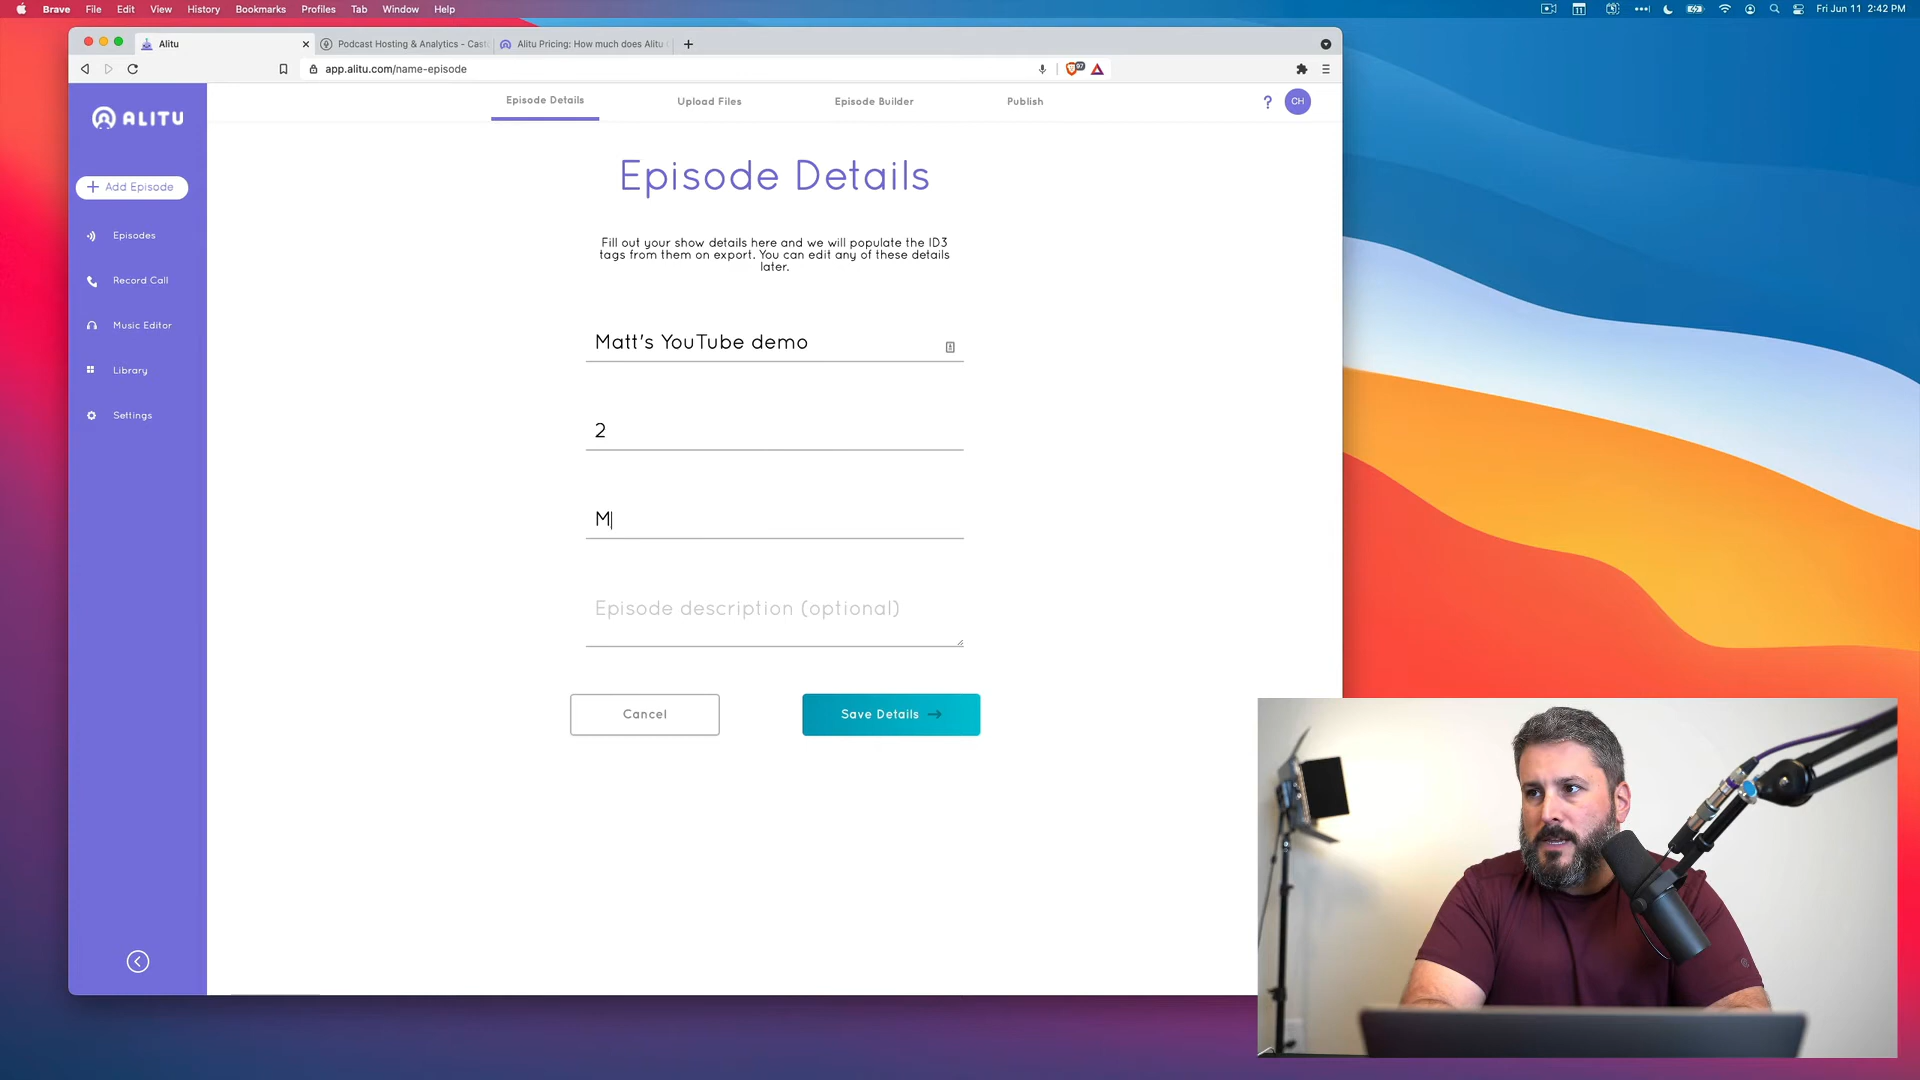 Brave File Edit View History Bookmarks Profiles Tab Window Help
11 Fri Jun 11 2:42 PM
Alitu
Podcast Hosting & Analytics - Cast
Alitu Pricing: How much does Alitu
app.alitu.com/name-episode
97
ALITU
Episode Details
Upload Files
Episode Builder
Publish
? CH
+ Add Episode
Episodes
Record Call
Music Editor
Library
Settings
Episode Details
Fill out your show details here and we will populate the ID3
tags from them on export. You can edit any of these details
later.
Matt's YouTube demo
2
M
Episode description (optional)
Cancel
Save Details →